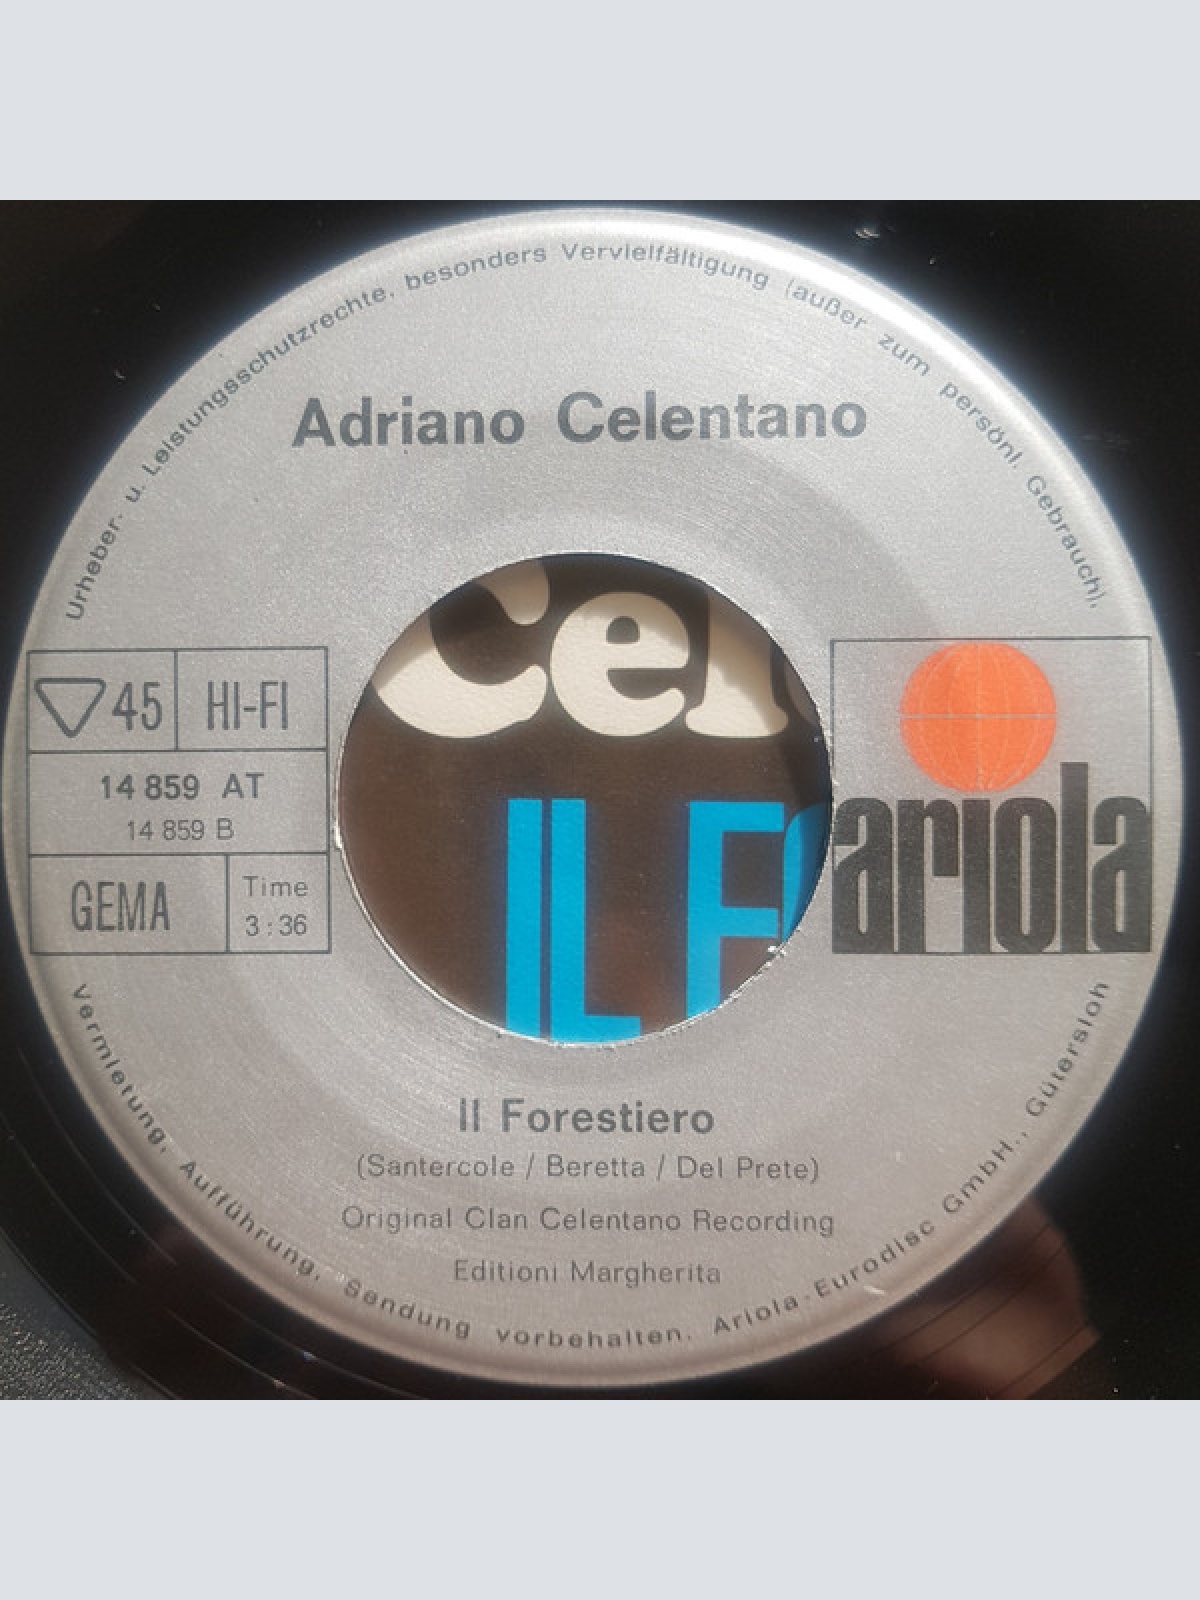 Urheber- u. Leistungsschutzrechte, besonders Vervielfältigung (außer zum persönl. Gebrauch),
Adriano Celentano
Cel
IL F
45
HI-FI
14 859 AT
14 859 B
GEMA
Time
3:36
ariola
Il Forestiero
(Santercole / Beretta / Del Prete)
Original Clan Celentano Recording
Editioni Margherita
Vermietung, Aufführung, Sendung vorbehalten. Ariola-Eurodisc GmbH., Gütersloh